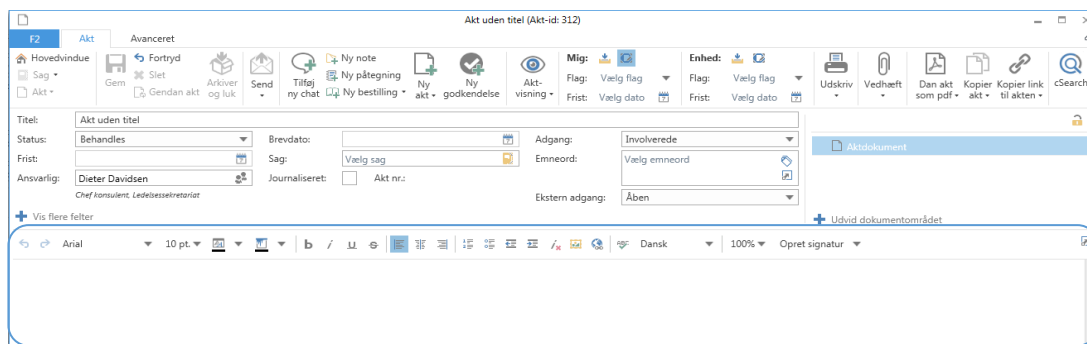 Akt uden titel (Akt-id: 312)
F2 Akt Avanceret
Hovedvindue Sag Akt
Gem
Fortryd Slet Gendan akt
Arkiver og luk
Send
Tilføj ny chat
Ny note Ny påtegning Ny bestilling
Ny akt
Ny godkendelse
Akt-visning
Mig: Flag: Vælg flag Frist: Vælg dato
Enhed: Flag: Vælg flag Frist: Vælg dato
Udskriv
Vedhæft
Dan akt som pdf
Kopier akt
Kopier link til akten
cSearch
Titel: Akt uden titel
Status: Behandles Brevdato: Adgang: Involverede
Frist: Sag: Vælg sag Emneord: Vælg emneord
Ansvarlig: Dieter Davidsen Journaliseret: Akt nr.:
Chef konsulent, Ledelsessekretariat Ekstern adgang: Åben
Vis flere felter
Aktdokument
Udvid dokumentområdet
Arial 10 pt. b i u S ABC Dansk 100% Opret signatur